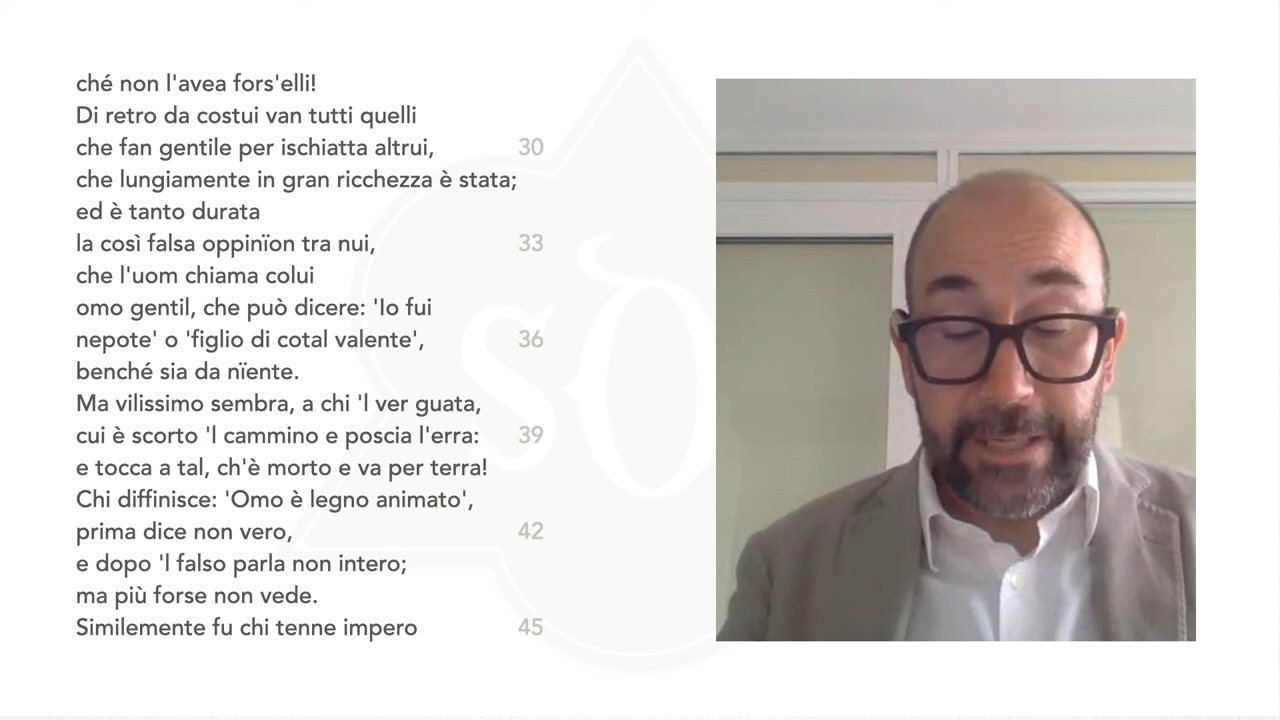 ché non l'avea fors'elli!
Di retro da costui van tutti quelli
che fan gentile per ischiatta altrui, 30
che lungiamente in gran ricchezza è stata;
ed è tanto durata
la così falsa oppinïon tra nui, 33
che l'uom chiama colui
omo gentil, che può dicere: 'Io fui
nepote' o 'figlio di cotal valente', 36
benché sia da nïente.
Ma vilissimo sembra, a chi 'l ver guata,
cui è scorto 'l cammino e poscia l'erra: 39
e tocca a tal, ch'è morto e va per terra!
Chi diffinisce: 'Omo è legno animato',
prima dice non vero, 42
e dopo 'l falso parla non intero;
ma più forse non vede.
Similemente fu chi tenne impero 45
sÒ